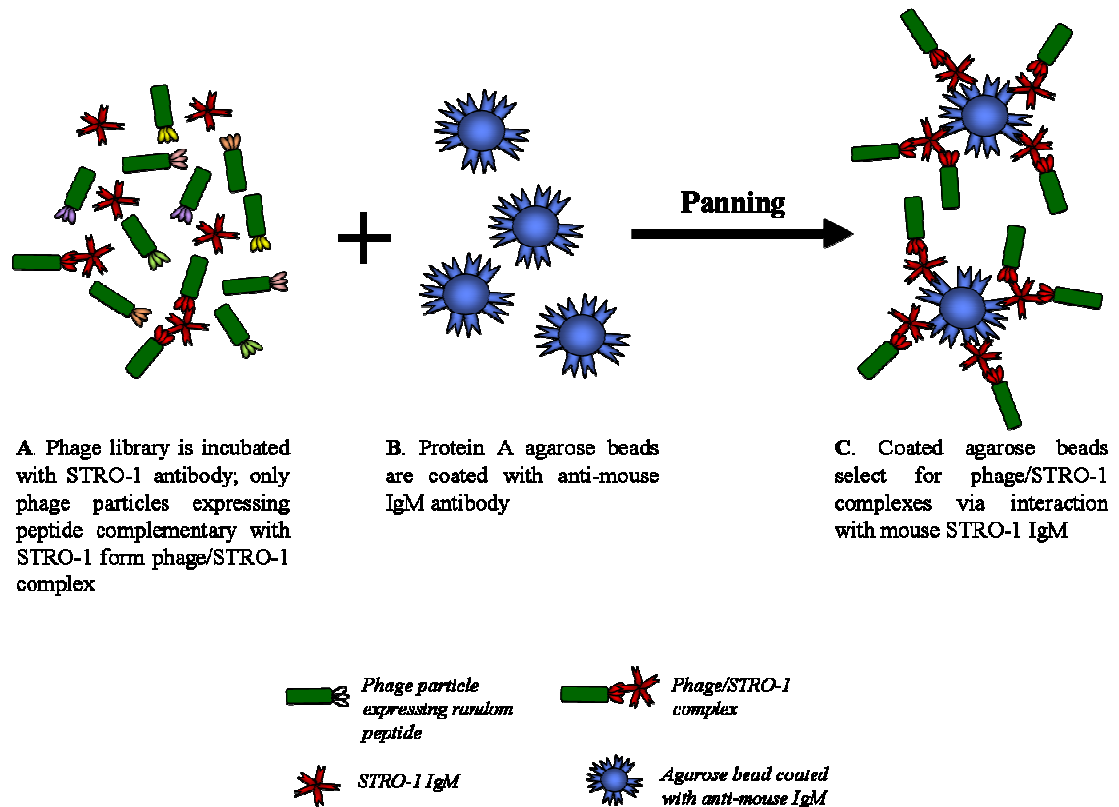 Panning
A. Phage library is incubated
with STRO-1 antibody; only
phage particles expressing
peptide complementary with
STRO-1 form phage/STRO-1
complex
B. Protein A agarose beads
are coated with anti-mouse
IgM antibody
C. Coated agarose beads
select for phage/STRO-1
complexes via interaction
with mouse STRO-1 IgM
Phage particle
expressing random
peptide
Phage/STRO-1
complex
STRO-1 IgM
Agarose bead coated
with anti-mouse IgM